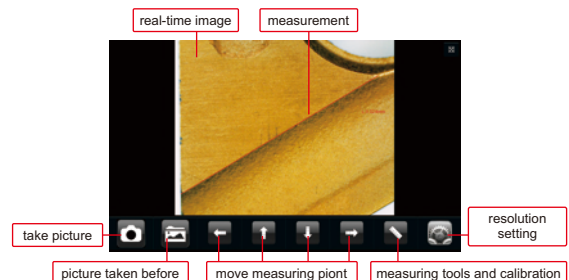 real-time image
measurement
take picture
resolution
setting
picture taken before
move measuring piont
measuring tools and calibration